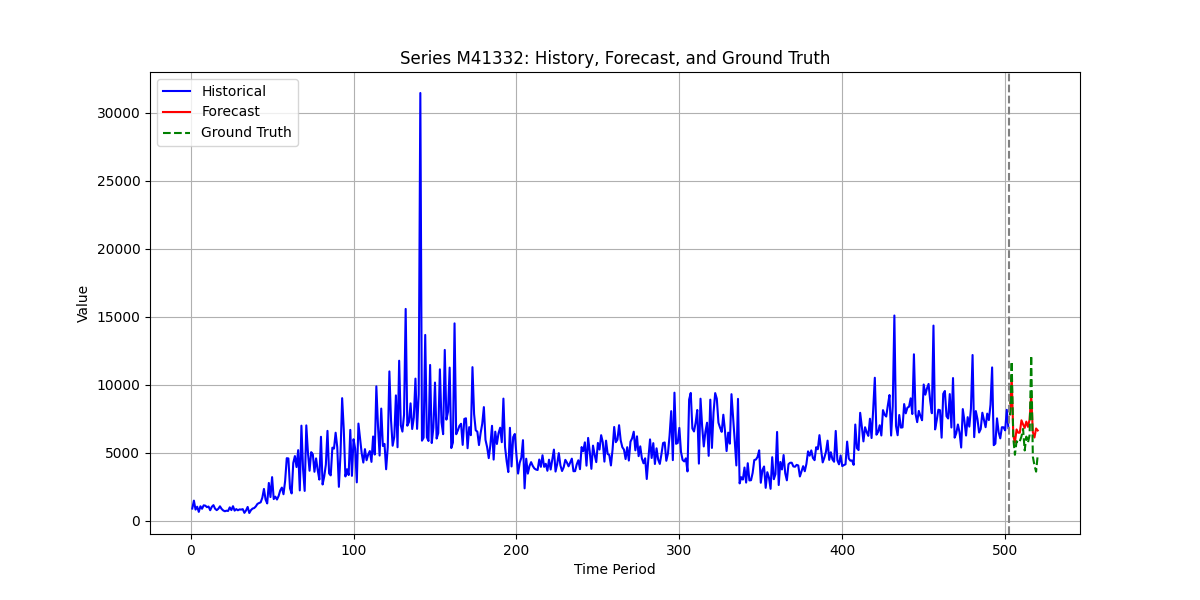 Series M41332: History, Forecast, and Ground Truth
Historical
Forecast
Ground Truth
30000
25000
20000
15000
10000
5000
0
Value
0 100 200 300 400 500
Time Period